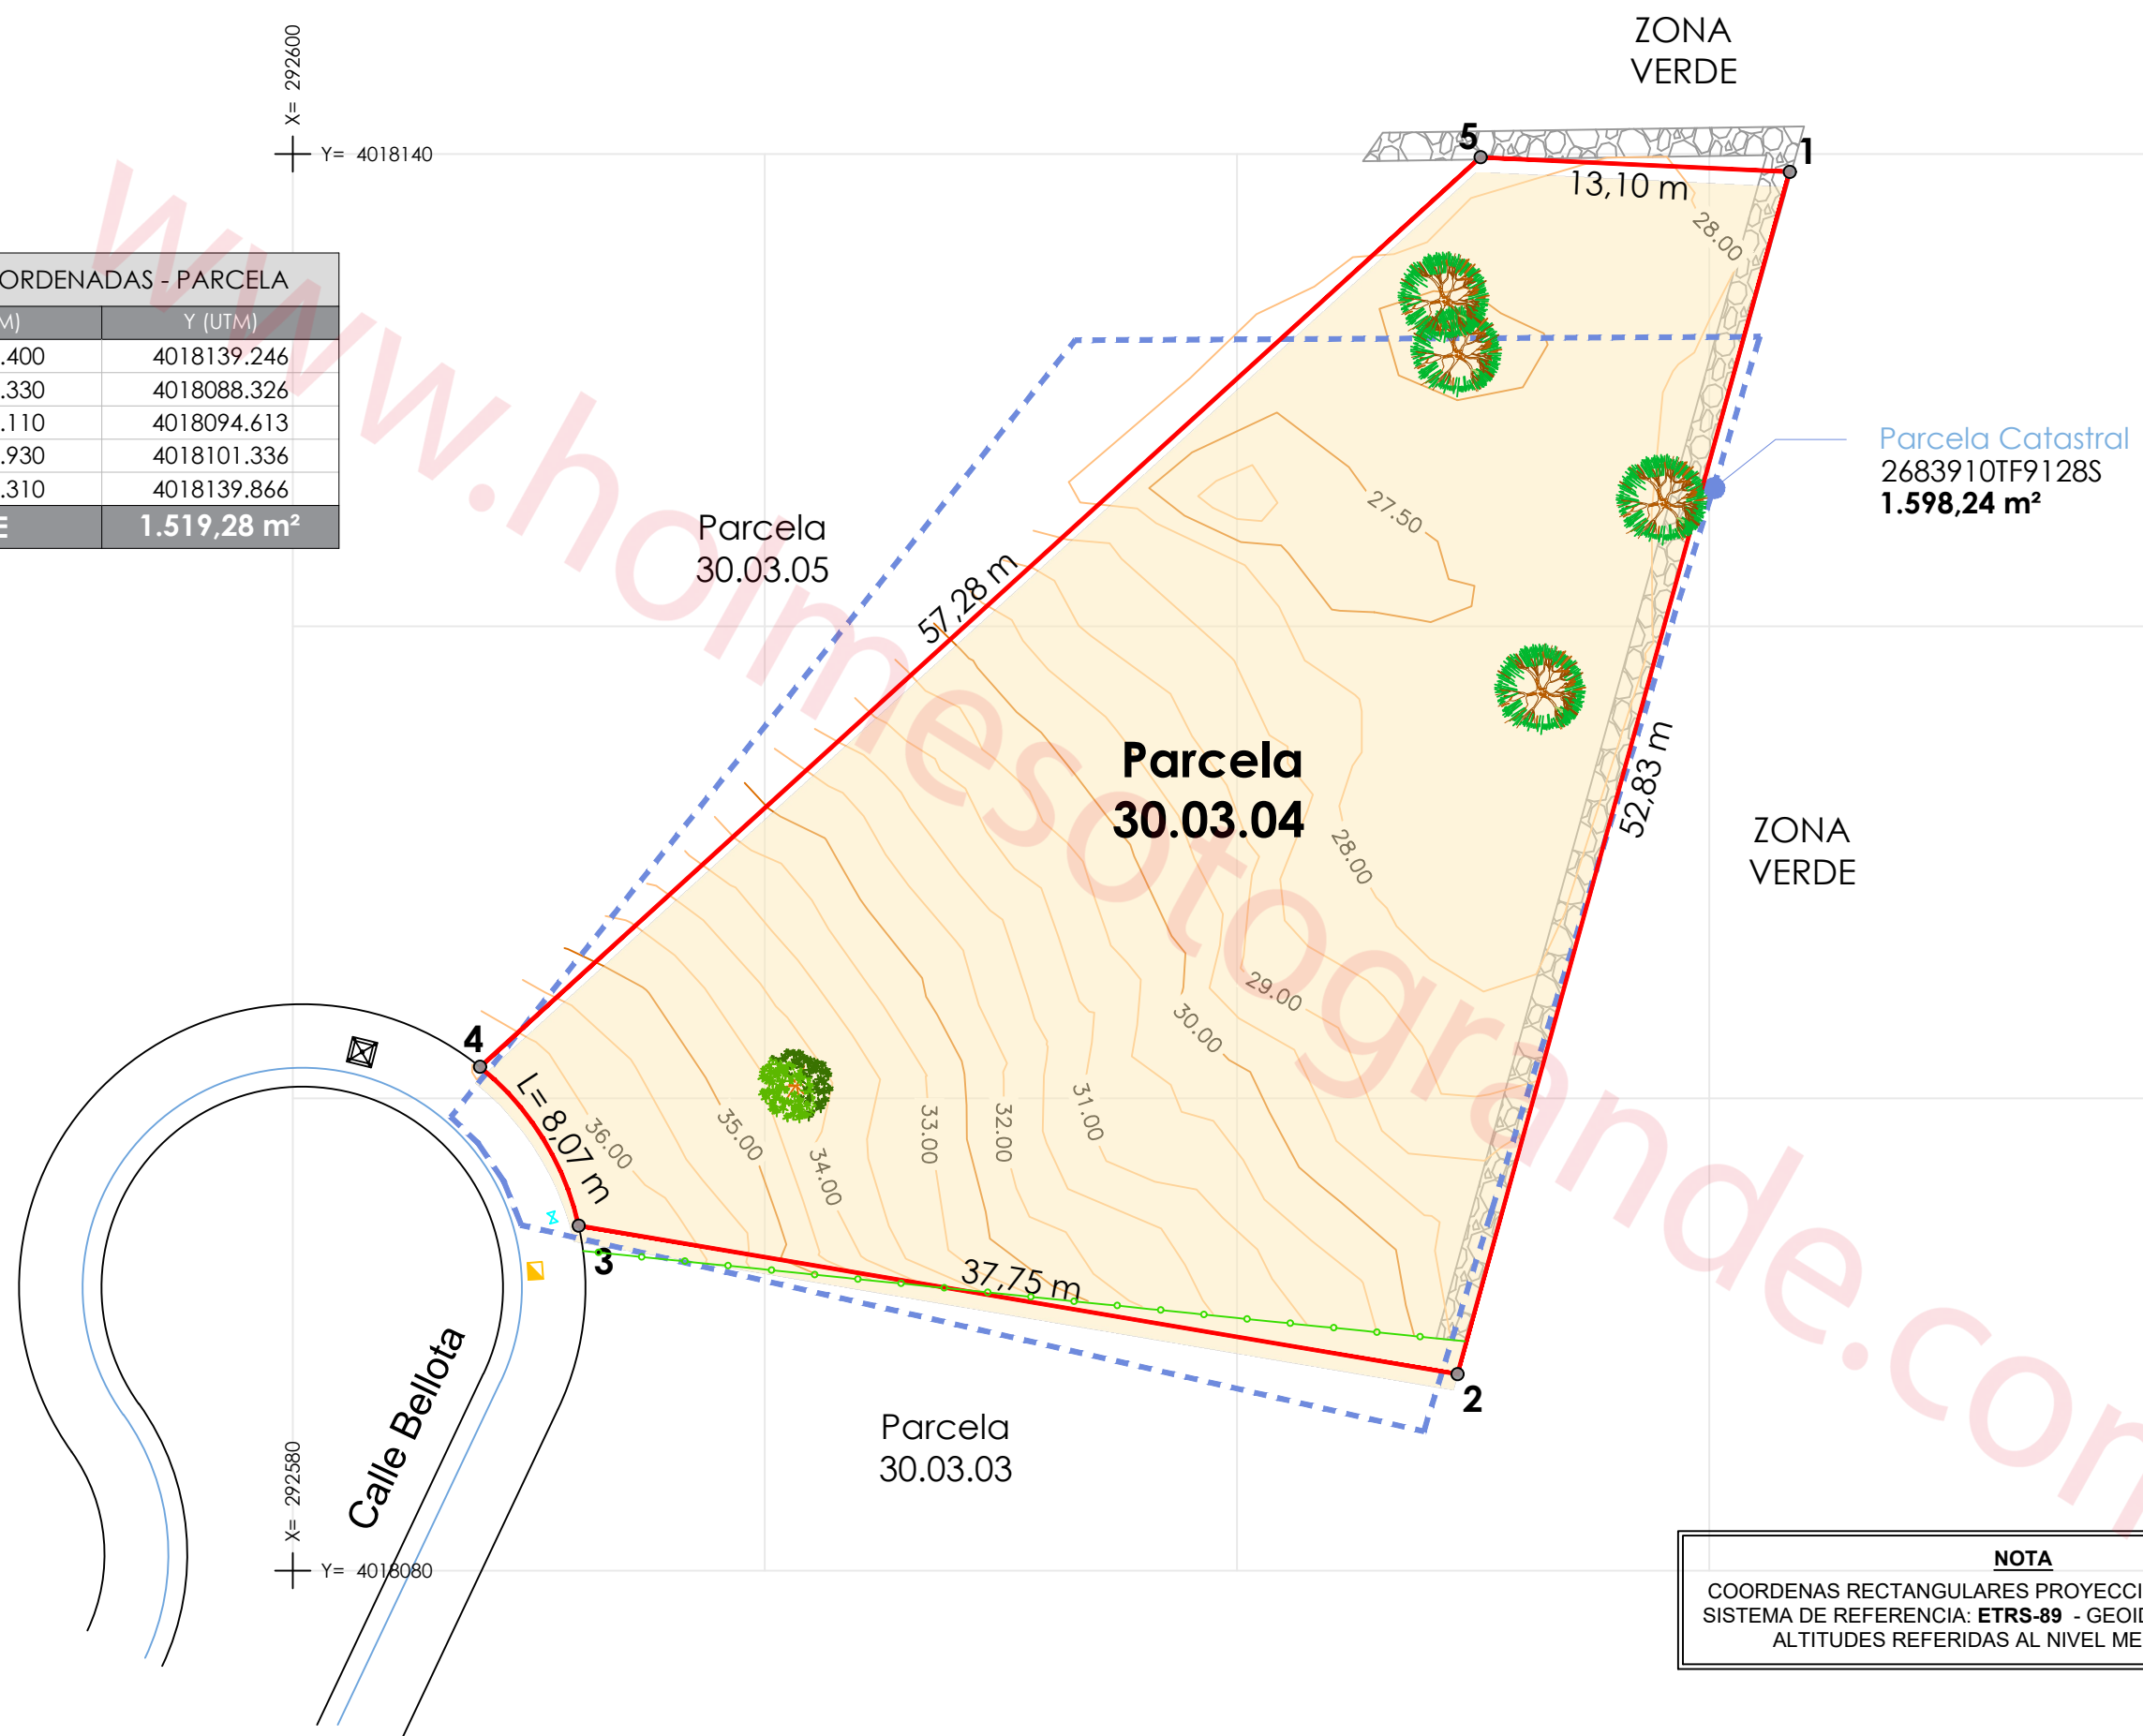 ZONA
VERDE
X= 292600
Y= 4018140
5
1
13,10 m
28.00
ORDENADAS - PARCELA
M) Y (UTM)
.400 4018139.246
.330 4018088.326
.110 4018094.613
.930 4018101.336
.310 4018139.866
E 1.519,28 m²
Parcela Catastral
2683910TF9128S
1.598,24 m²
27.50
Parcela
30.03.05
57,28 m
Parcela
30.03.04
52,83 m
ZONA
VERDE
28.00
29.00
30.00
4
L= 8,07 m
36.00
35.00
34.00
33.00
32.00
31.00
3
37,75 m
2
Calle Bellota
Parcela
30.03.03
X= 292580
Y= 4018080
NOTA
COORDENAS RECTANGULARES PROYECCI
SISTEMA DE REFERENCIA: ETRS-89 - GEOI
ALTITUDES REFERIDAS AL NIVEL ME
www.holmesotogrande.com